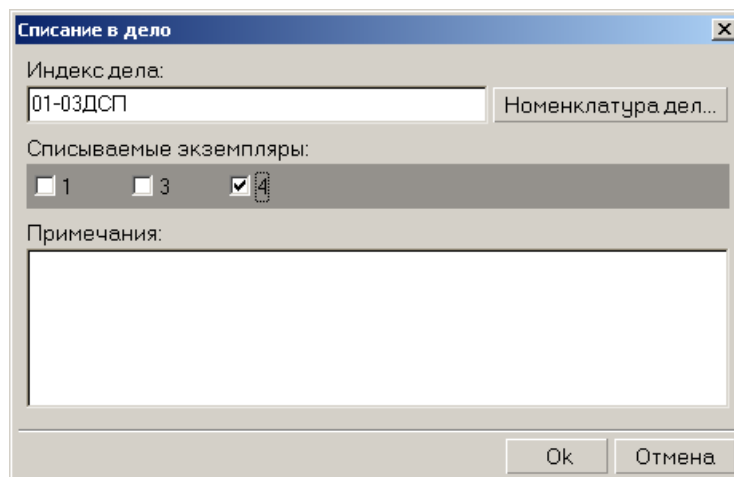 Списание в дело
Индекс дела:
01-03ДСП
Номенклатура дел...
Списываемые экземпляры:
1 3 4
Примечания:
Ok Отмена